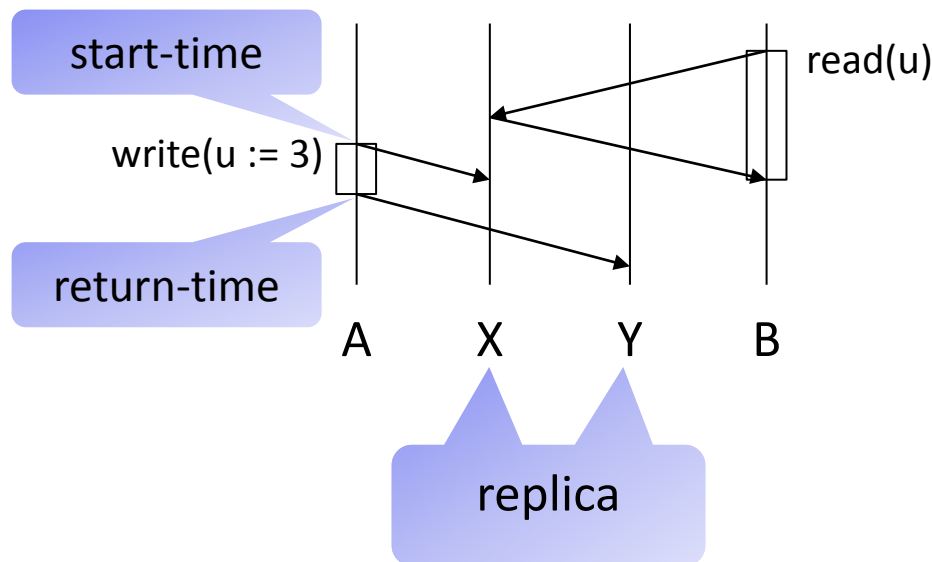 start-time
read(u)
write(u := 3)
return-time
A X Y B
replica